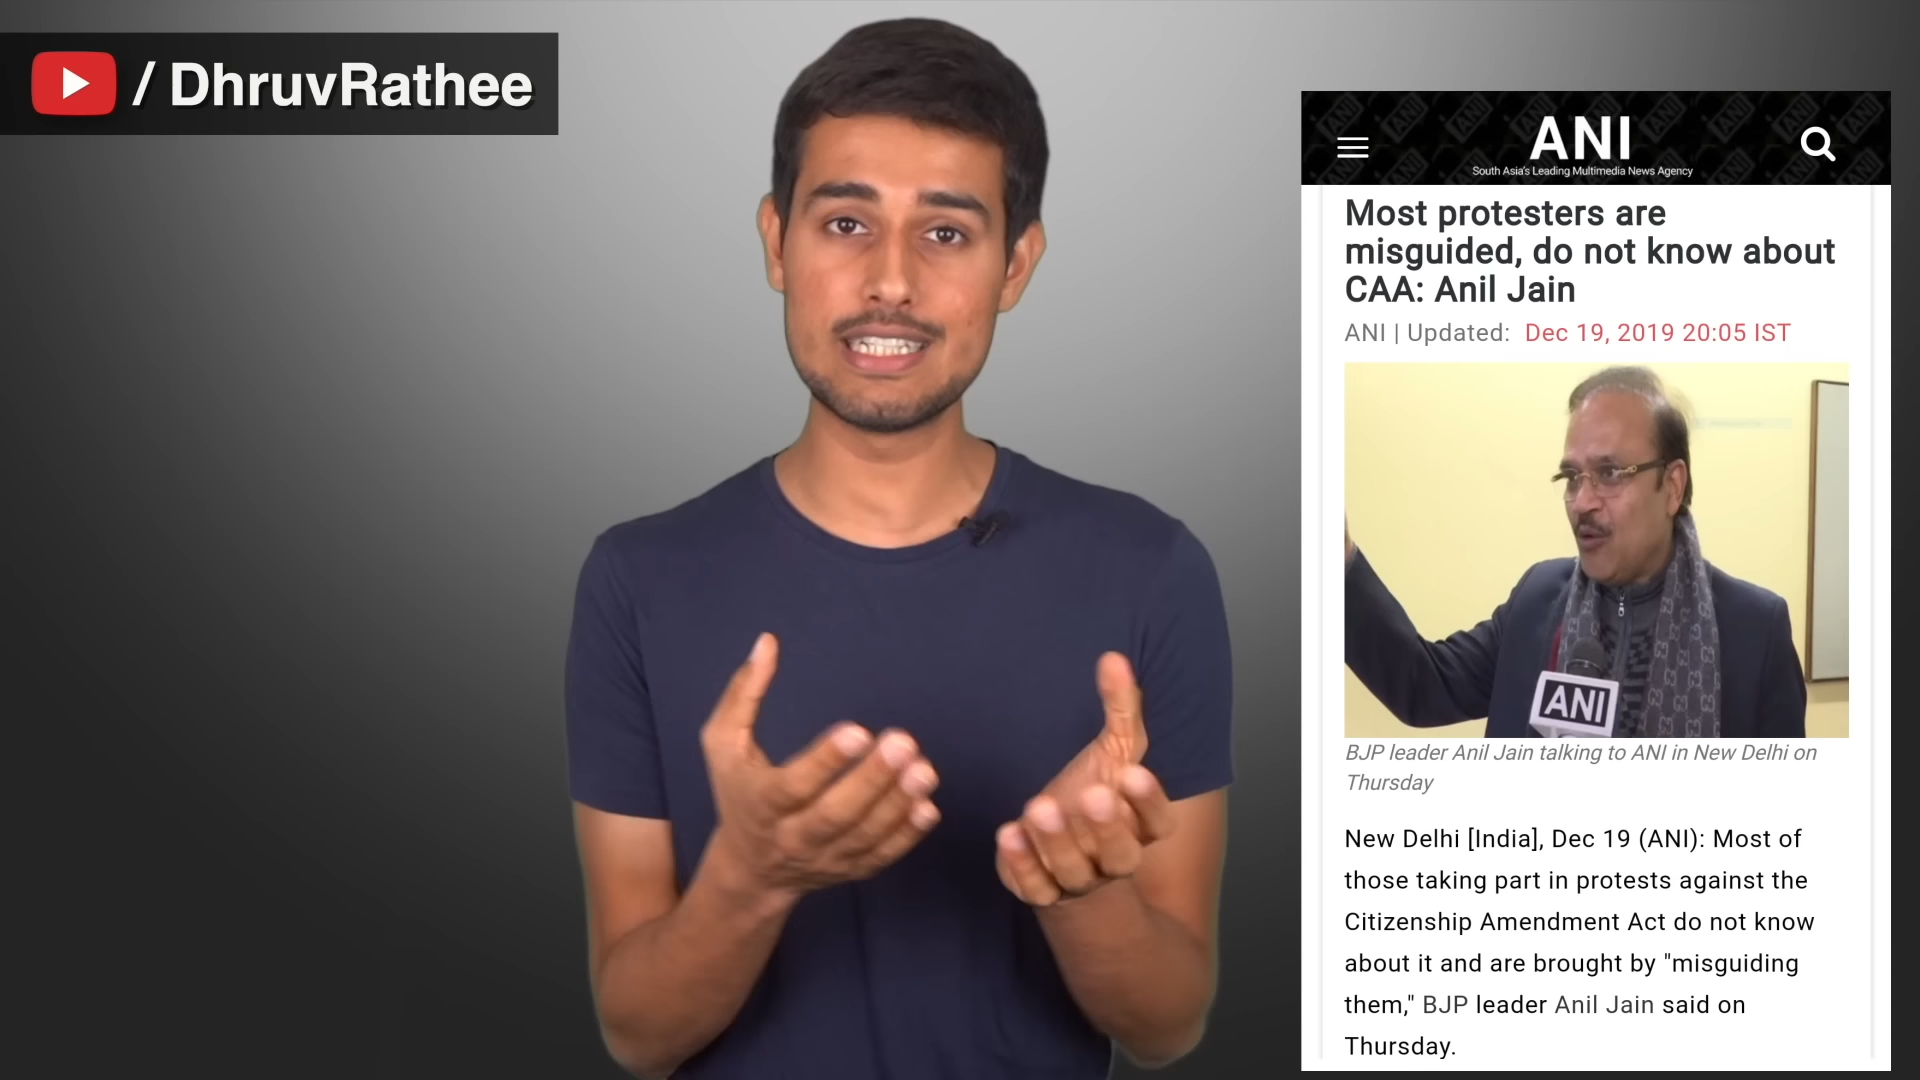 / DhruvRathee
ANI
South Asia's Leading Multimedia News Agency
Most protesters are
misguided, do not know about
CAA: Anil Jain
ANI | Updated: Dec 19, 2019 20:05 IST
ANI
BJP leader Anil Jain talking to ANI in New Delhi on
Thursday
New Delhi [India], Dec 19 (ANI): Most of
those taking part in protests against the
Citizenship Amendment Act do not know
about it and are brought by "misguiding
them," BJP leader Anil Jain said on
Thursday.